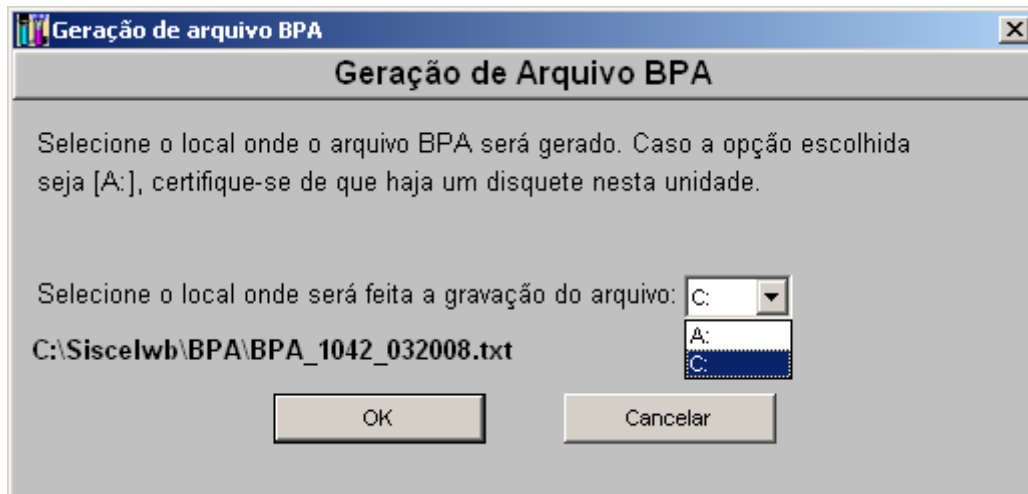 Geração de arquivo BPA
Geração de Arquivo BPA
Selecione o local onde o arquivo BPA será gerado. Caso a opção escolhida
seja [A:], certifique-se de que haja um disquete nesta unidade.
Selecione o local onde será feita a gravação do arquivo: C:
A:
C:
C:\Siscelwb\BPA\BPA_1042_032008.txt
OK
Cancelar